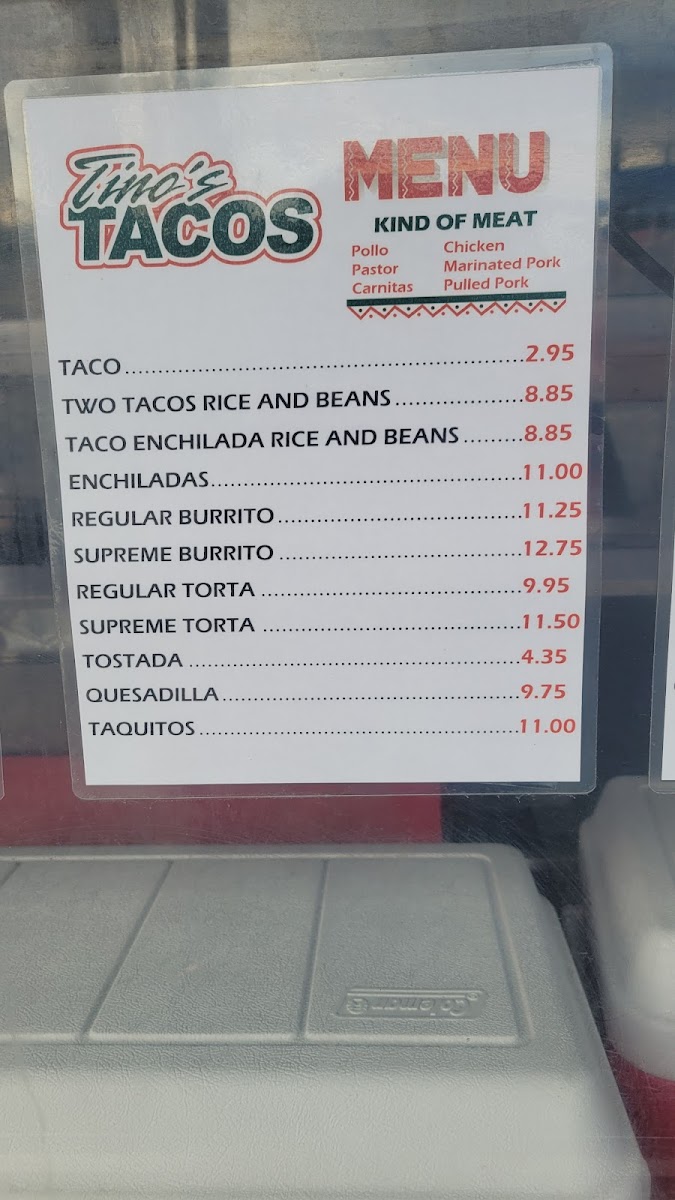 Tino's
TACOS
MENU
KIND OF MEAT
Pollo Chicken
Pastor Marinated Pork
Carnitas Pulled Pork
TACO 2.95
TWO TACOS RICE AND BEANS 8.85
TACO ENCHILADA RICE AND BEANS 8.85
ENCHILADAS 11.00
REGULAR BURRITO 11.25
SUPREME BURRITO 12.75
REGULAR TORTA 9.95
SUPREME TORTA 11.50
TOSTADA 4.35
QUESADILLA 9.75
TAQUITOS 11.00
Coleman